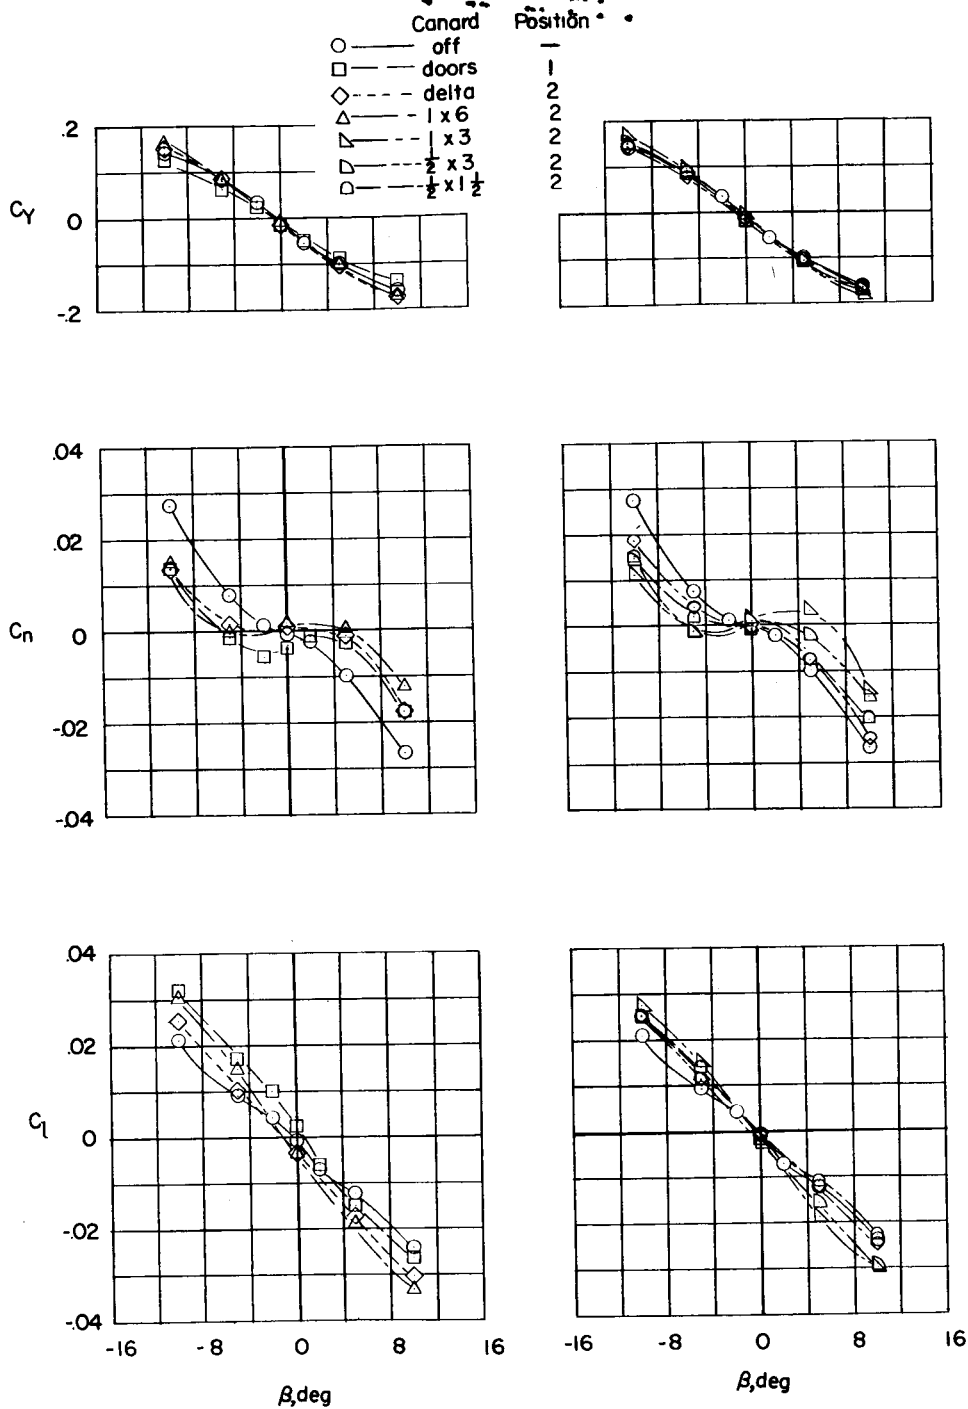 Canard Position
off —
doors 1
delta 2
1 x 6 2
1 x 3 2
1/2 x 3 2
1/2 x 1 1/2 2
.2
C_Y
0
-.2
.04
.02
C_n
0
-.02
-.04
.04
.02
C_l
0
-.02
-.04
-16 -8 0 8 16
-16 -8 0 8 16
β,deg
β,deg